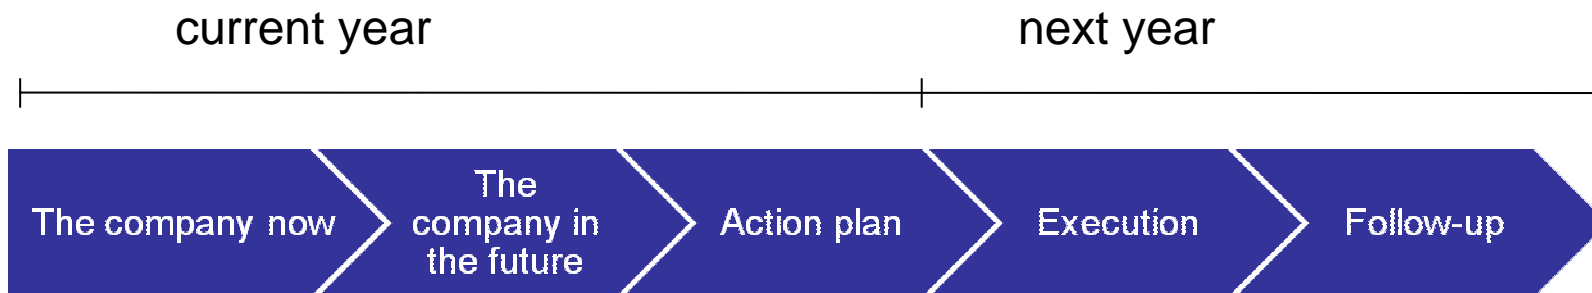 current year
next year
The company now
The
company in
the future
Action plan
Execution
Follow-up